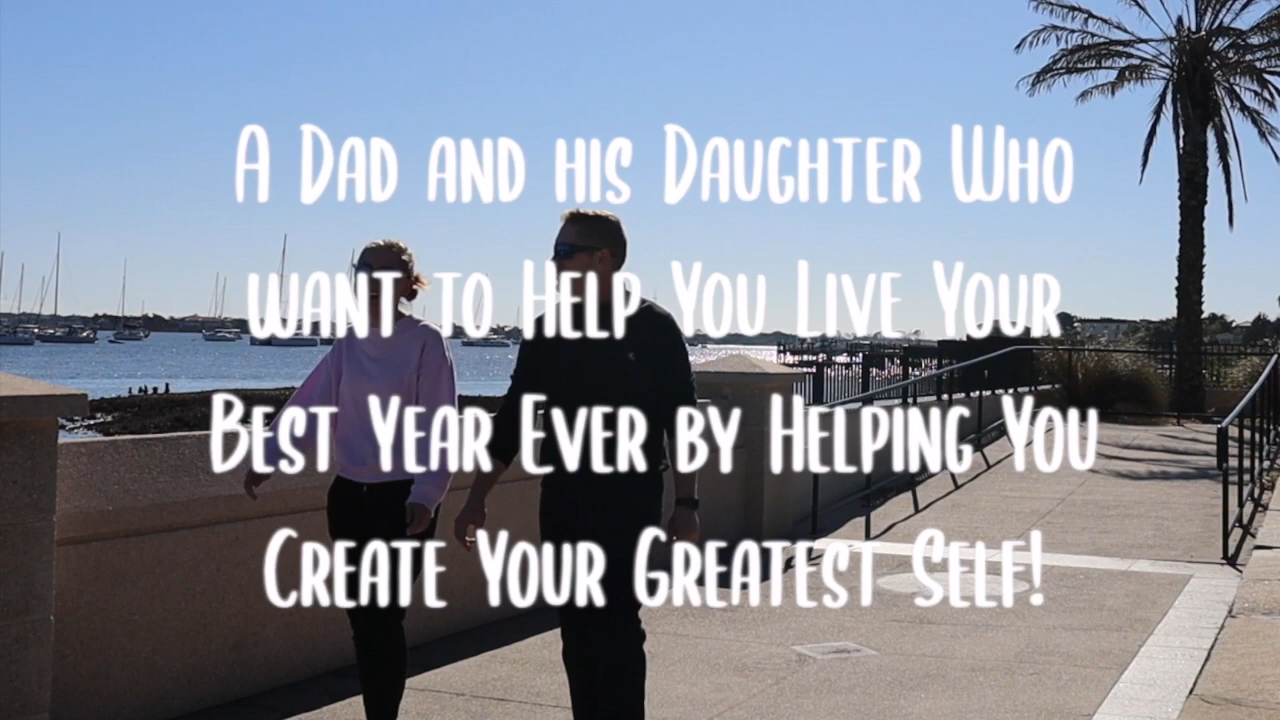 A Dad and his Daughter Who
want to Help You Live Your
Best Year Ever by Helping You
Create Your Greatest Self!